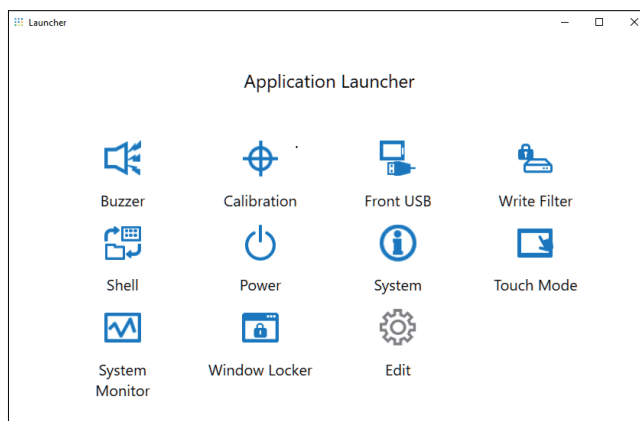 Launcher
Application Launcher
Buzzer
Calibration
Front USB
Write Filter
Shell
Power
System
Touch Mode
System
Monitor
Window Locker
Edit